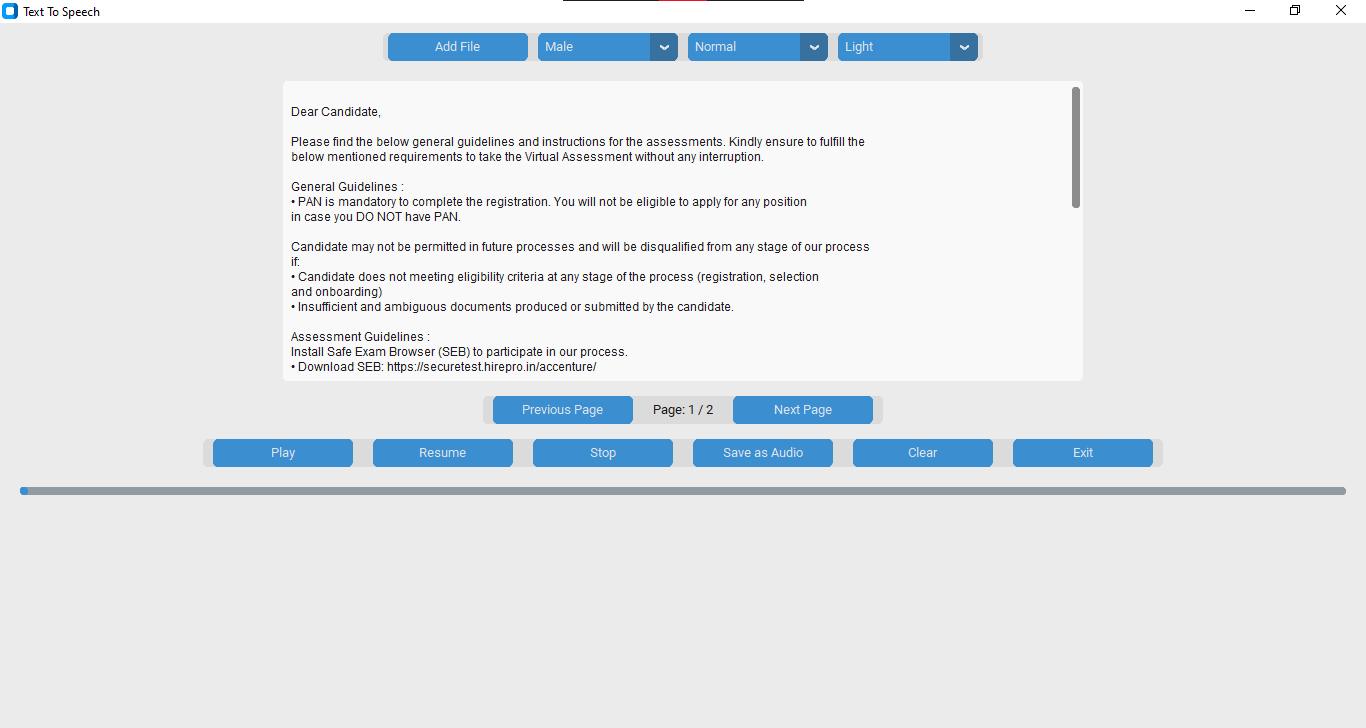 Text To Speech
Add File
Male
Normal
Light
Dear Candidate,
Please find the below general guidelines and instructions for the assessments. Kindly ensure to fulfill the
below mentioned requirements to take the Virtual Assessment without any interruption.
General Guidelines :
• PAN is mandatory to complete the registration. You will not be eligible to apply for any position
in case you DO NOT have PAN.
Candidate may not be permitted in future processes and will be disqualified from any stage of our process
if:
• Candidate does not meeting eligibility criteria at any stage of the process (registration, selection
and onboarding)
• Insufficient and ambiguous documents produced or submitted by the candidate.
Assessment Guidelines :
Install Safe Exam Browser (SEB) to participate in our process.
• Download SEB: https://securetest.hirepro.in/accenture/
Previous Page
Page: 1 / 2
Next Page
Play
Resume
Stop
Save as Audio
Clear
Exit